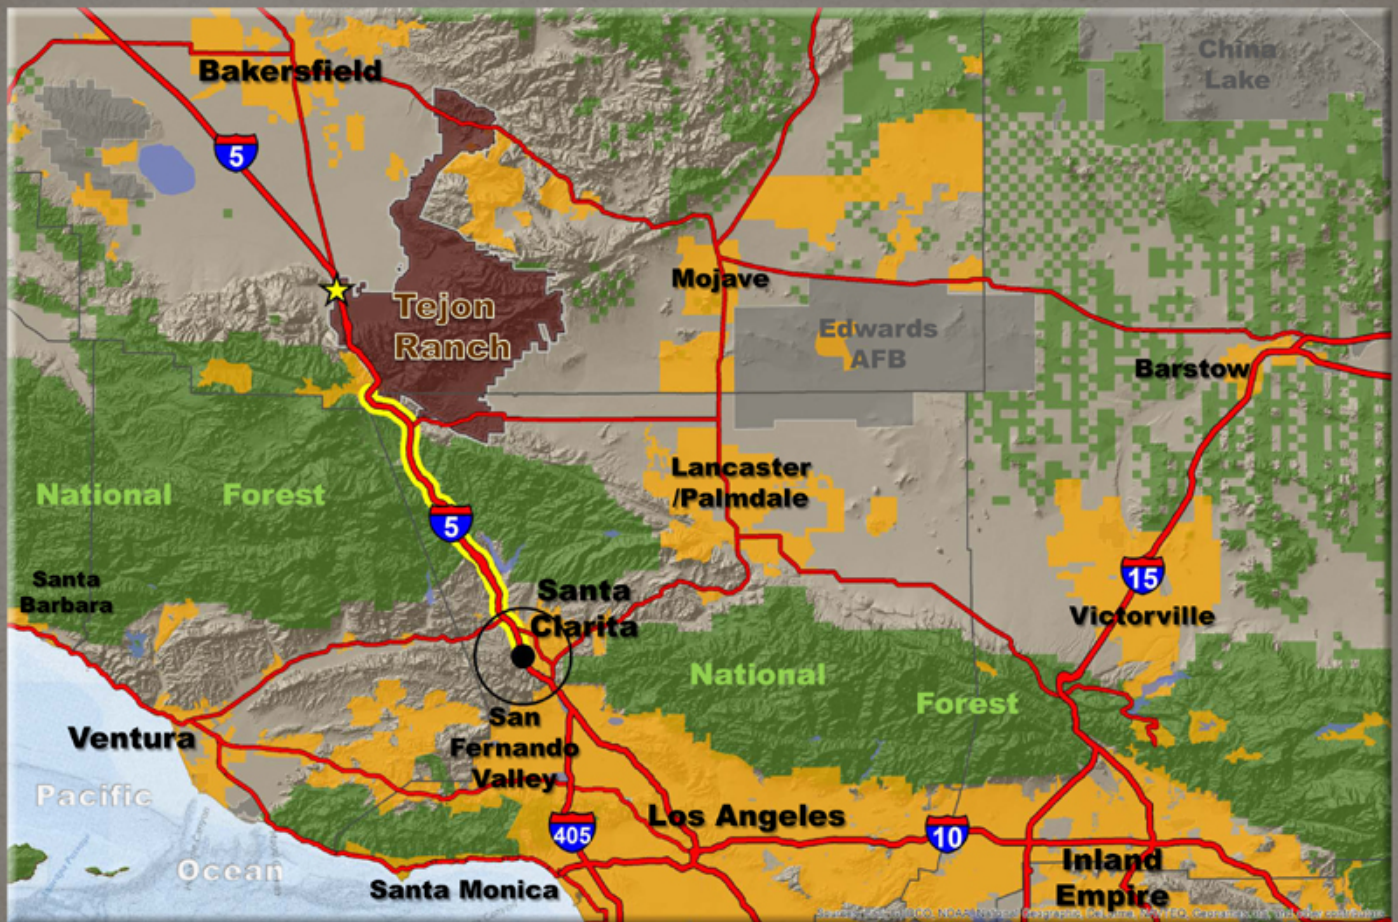 China
Lake
Bakersfield
5
Mojave
Tejon
Ranch
Edwards
AFB
Barstow
Lancaster
/Palmdale
National Forest
5
15
Santa
Barbara
Santa
Clarita
Victorville
National
Forest
San
Fernando
Valley
Ventura
Pacific
Ocean
Los Angeles
405
10
Inland
Empire
Santa Monica